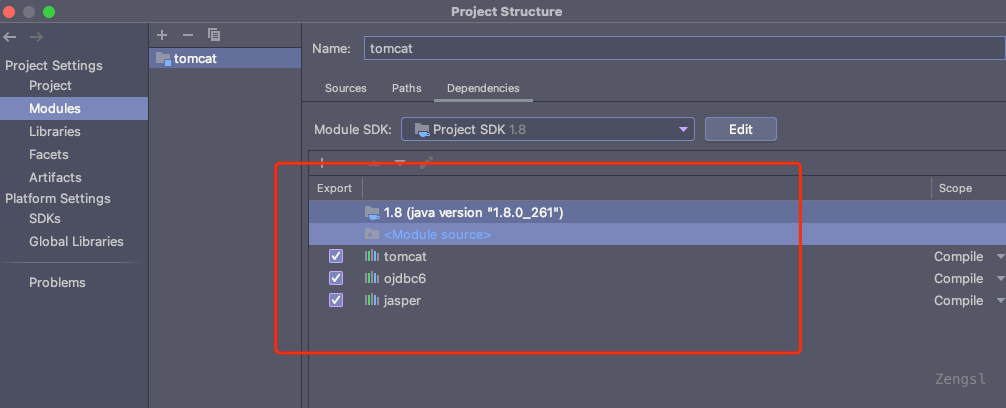 Project Structure
Project Settings
Project
Modules
Libraries
Facets
Artifacts
Platform Settings
SDKs
Global Libraries
Problems
tomcat
Name: tomcat
Sources Paths Dependencies
Module SDK: Project SDK 1.8 Edit
Export Scope
1.8 (java version "1.8.0_261")
<Module source>
tomcat Compile
ojdbc6 Compile
jasper Compile
Zengsl